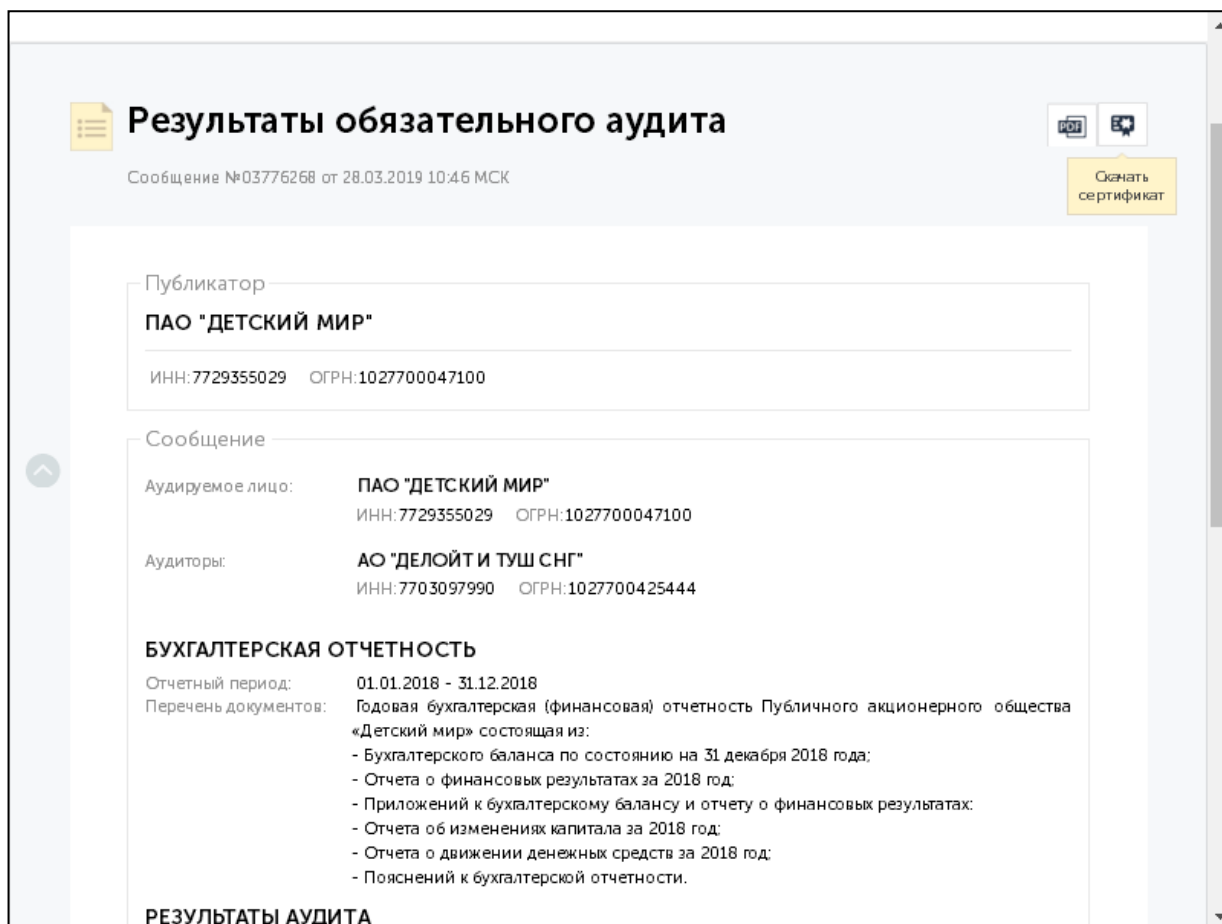 Результаты обязательного аудита
PDF
Сообщение №03776268 от 28.03.2019 10:46 МСК
Скачать
сертификат
Публикатор
ПАО "ДЕТСКИЙ МИР"
ИНН:7729355029 ОГРН:1027700047100
Сообщение
Аудируемое лицо: ПАО "ДЕТСКИЙ МИР"
ИНН:7729355029 ОГРН:1027700047100
Аудиторы: АО "ДЕЛОЙТ И ТУШ СНГ"
ИНН:7703097990 ОГРН:1027700425444
БУХГАЛТЕРСКАЯ ОТЧЕТНОСТЬ
Отчетный период: 01.01.2018 - 31.12.2018
Перечень документов: Годовая бухгалтерская (финансовая) отчетность Публичного акционерного общества
«Детский мир» состоящая из:
- Бухгалтерского баланса по состоянию на 31 декабря 2018 года;
- Отчета о финансовых результатах за 2018 год;
- Приложений к бухгалтерскому балансу и отчету о финансовых результатах:
- Отчета об изменениях капитала за 2018 год;
- Отчета о движении денежных средств за 2018 год;
- Пояснений к бухгалтерской отчетности.
РЕЗУЛЬТАТЫ АУДИТА